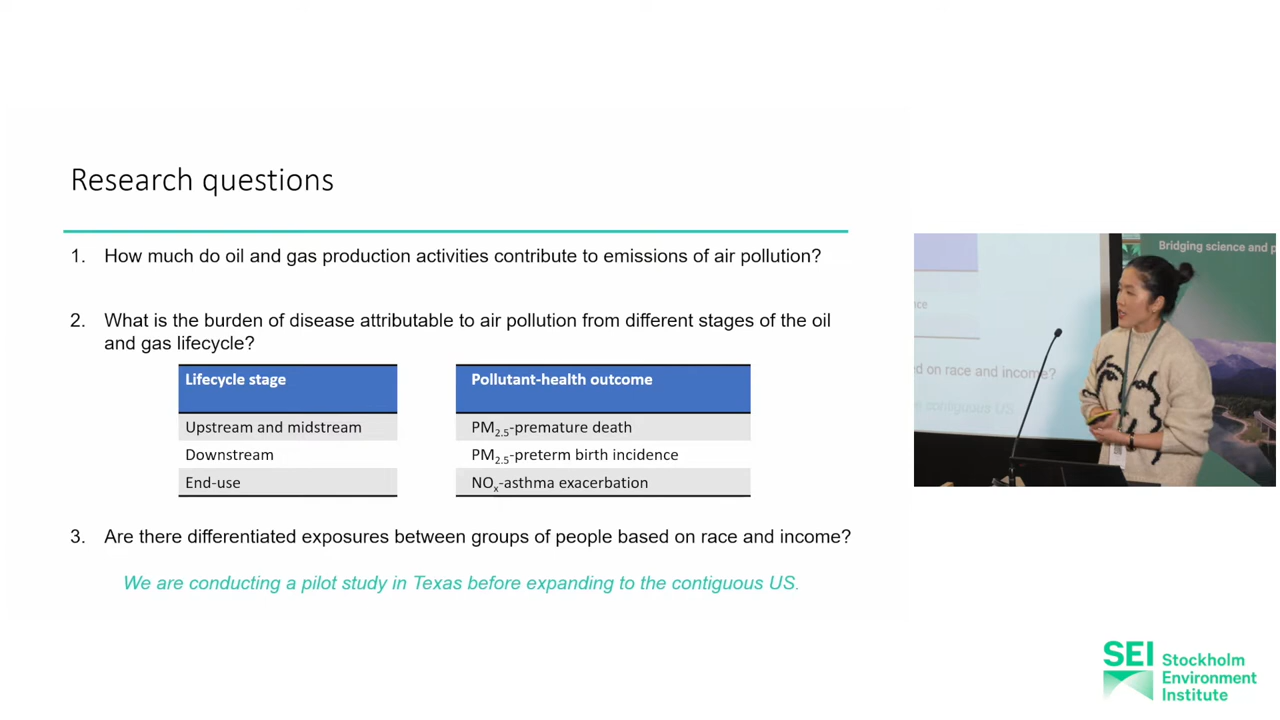 Research questions
1. How much do oil and gas production activities contribute to emissions of air pollution?
2. What is the burden of disease attributable to air pollution from different stages of the oil
and gas lifecycle?
Lifecycle stage
Upstream and midstream
Downstream
End-use
Pollutant-health outcome
PM2.5-premature death
PM2.5-preterm birth incidence
NOx-asthma exacerbation
3. Are there differentiated exposures between groups of people based on race and income?
We are conducting a pilot study in Texas before expanding to the contiguous US.
Bridging science and p
nce
ed on race and income?
e contiguous US.
SEI Stockholm
Environment
Institute